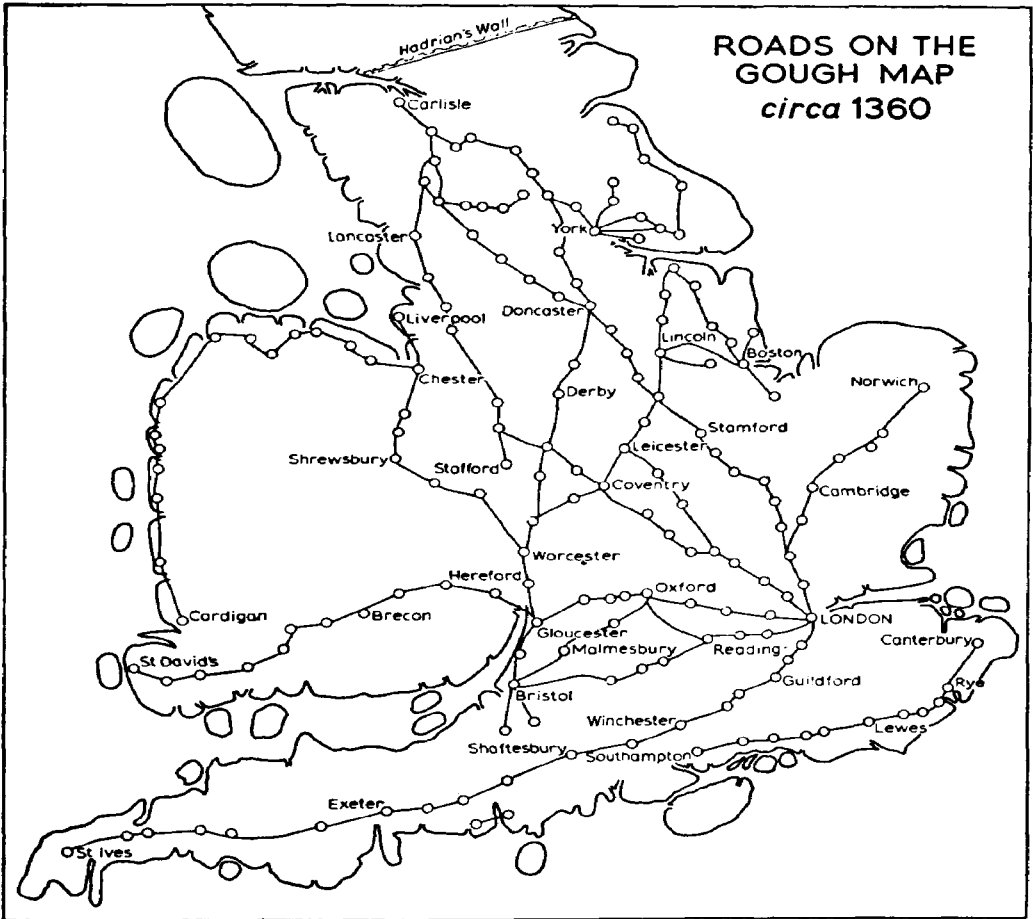 Hadrian's Wall
ROADS ON THE
GOUGH MAP
circa 1360
Carlisle
York
Lancaster
Doncaster
Liverpool
Lincoln
Boston
Chester
Norwich
Derby
Stamford
Leicester
Shrewsbury
Stafford
Coventry
Cambridge
Worcester
Hereford
Oxford
Brecon
Cardigan
LONDON
Gloucester
Canterbury
Malmesbury
Reading
St David's
Guildford
Rye
Bristol
Winchester
Lewes
Shaftesbury
Southampton
Exeter
St Ives